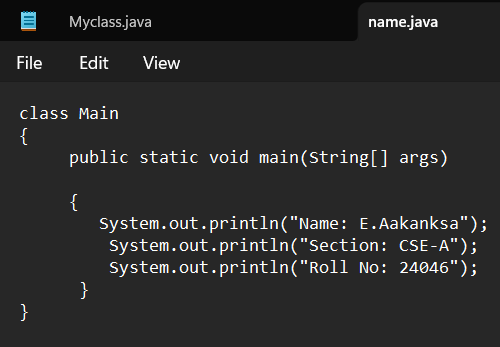 Myclass.java name.java
File Edit View
class Main
{
public static void main(String[] args)
{
System.out.println("Name: E.Aakanksa");
System.out.println("Section: CSE-A");
System.out.println("Roll No: 24046");
}
}